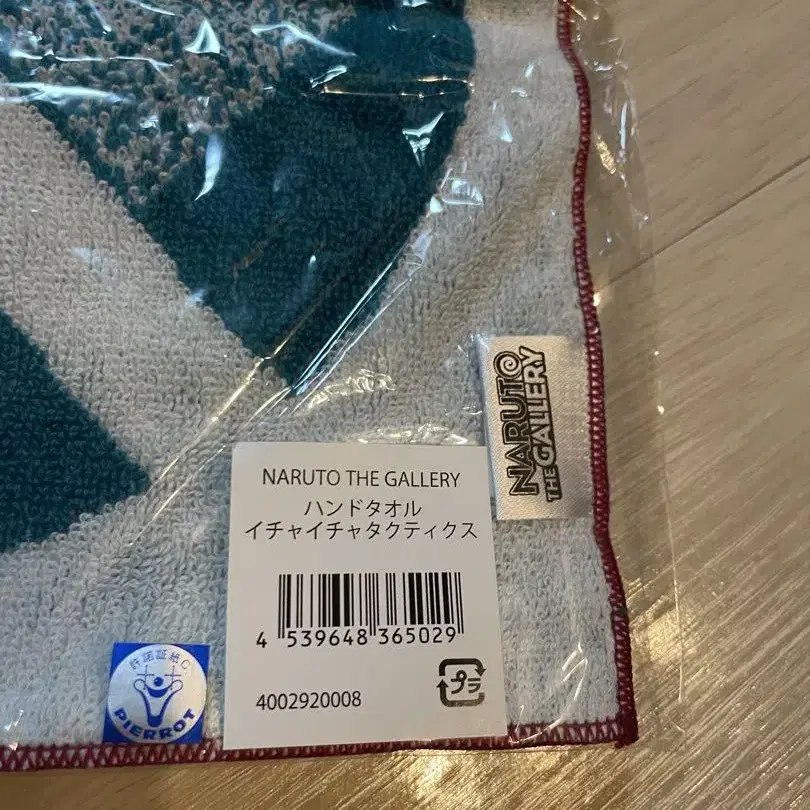 NARUTO
THE GALLERY
NARUTO THE GALLERY
ハンドタオル
イチャイチャタクティクス
4 539648 365029
4002920008
プラ
許諾証紙C
PIERROT